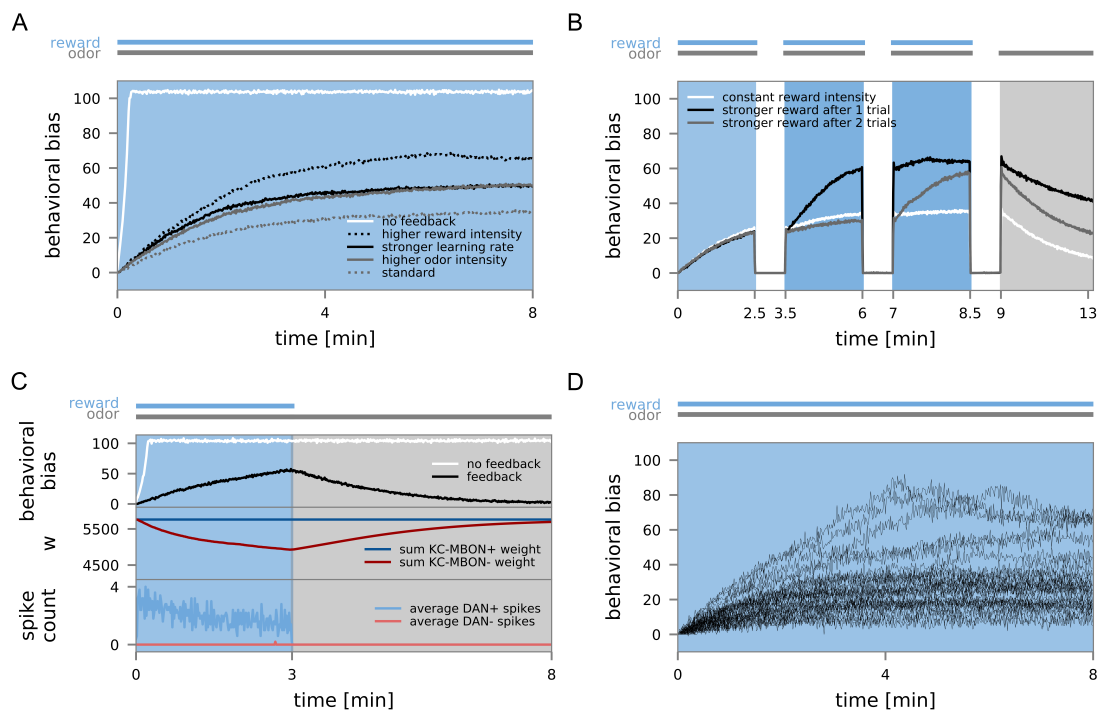 A
reward
odor
behavioral bias
100
80
60
40
20
0
no feedback
higher reward intensity
stronger learning rate
higher odor intensity
standard
0 4 8
time [min]
B
reward
odor
behavioral bias
100
80
60
40
20
0
constant reward intensity
stronger reward after 1 trial
stronger reward after 2 trials
0 2.5 3.5 6 7 8.5 9 13
time [min]
C
reward
odor
behavioral
bias
100
50
0
no feedback
feedback
w
5500
4500
sum KC-MBON+ weight
sum KC-MBON- weight
spike
count
4
0
average DAN+ spikes
average DAN- spikes
0 3 8
time [min]
D
reward
odor
behavioral bias
100
80
60
40
20
0
0 4 8
time [min]